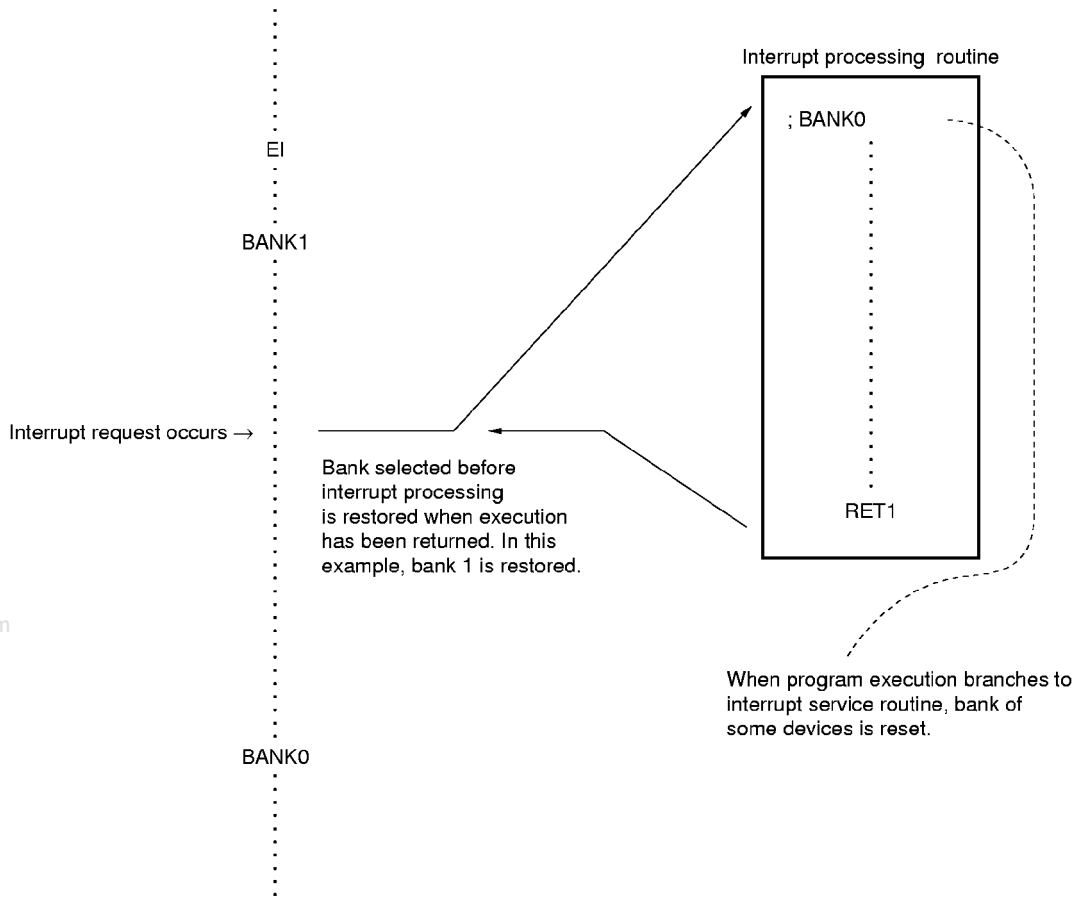 Interrupt processing routine
; BANK0
EI
BANK1
Interrupt request occurs →
Bank selected before
interrupt processing
is restored when execution
has been returned. In this
example, bank 1 is restored.
RET1
m
When program execution branches to
interrupt service routine, bank of
some devices is reset.
BANK0